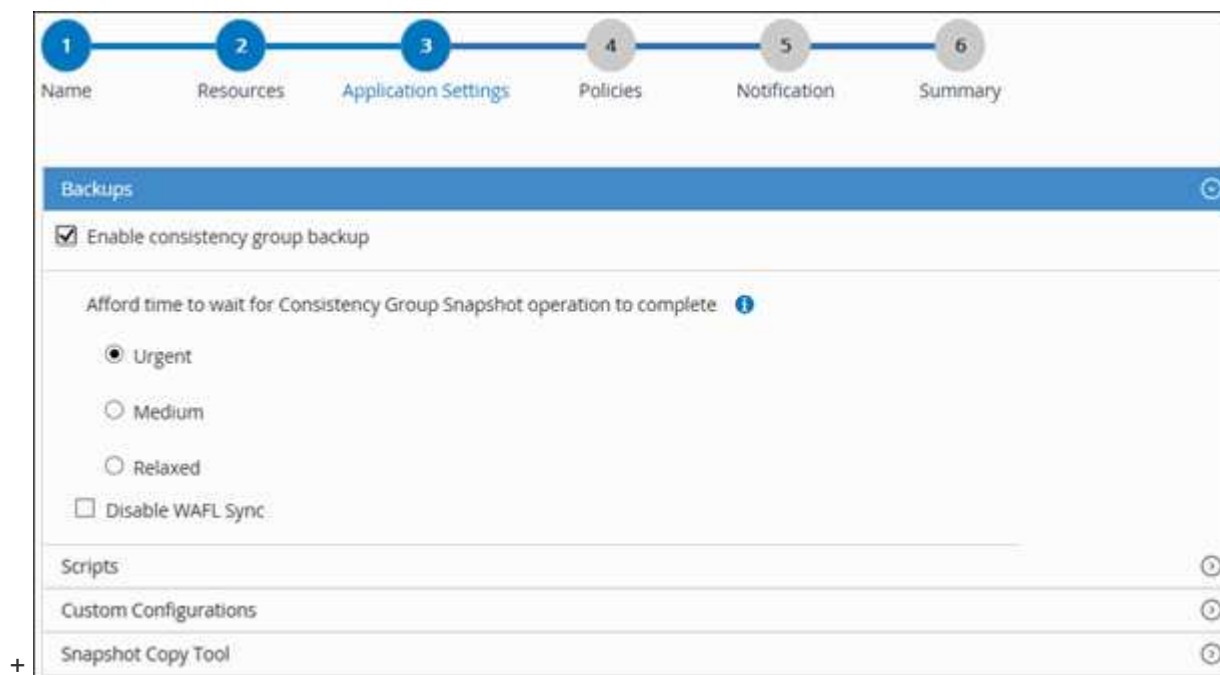 1 2 3 4 5 6
Name Resources Application Settings Policies Notification Summary
Backups
Enable consistency group backup
Afford time to wait for Consistency Group Snapshot operation to complete
Urgent
Medium
Relaxed
Disable WAFL Sync
Scripts
Custom Configurations
Snapshot Copy Tool
+